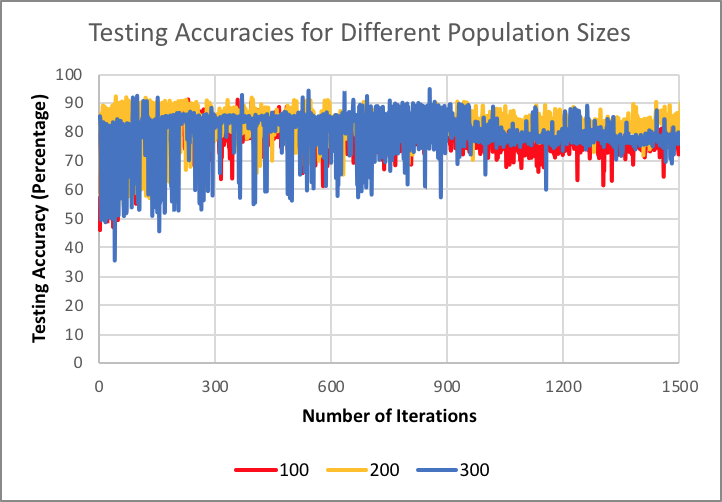 Testing Accuracies for Different Population Sizes
100
90
80
70
60
50
40
30
20
10
0
Testing Accuracy (Percentage)
0 300 600 900 1200 1500
Number of Iterations
100 200 300